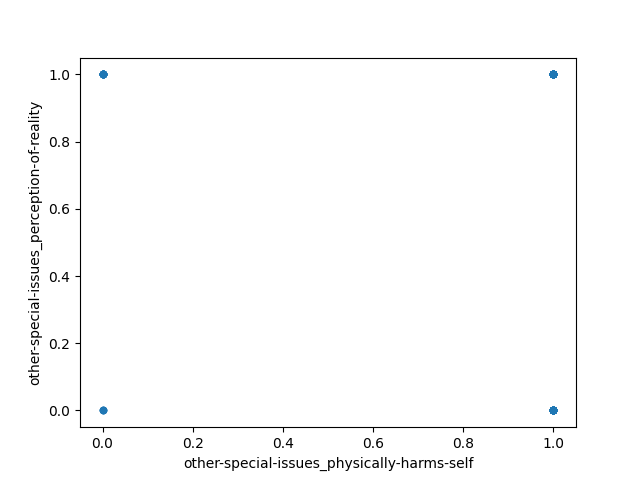 1.0
0.8
0.6
0.4
0.2
0.0
other-special-issues_perception-of-reality
0.0 0.2 0.4 0.6 0.8 1.0
other-special-issues_physically-harms-self